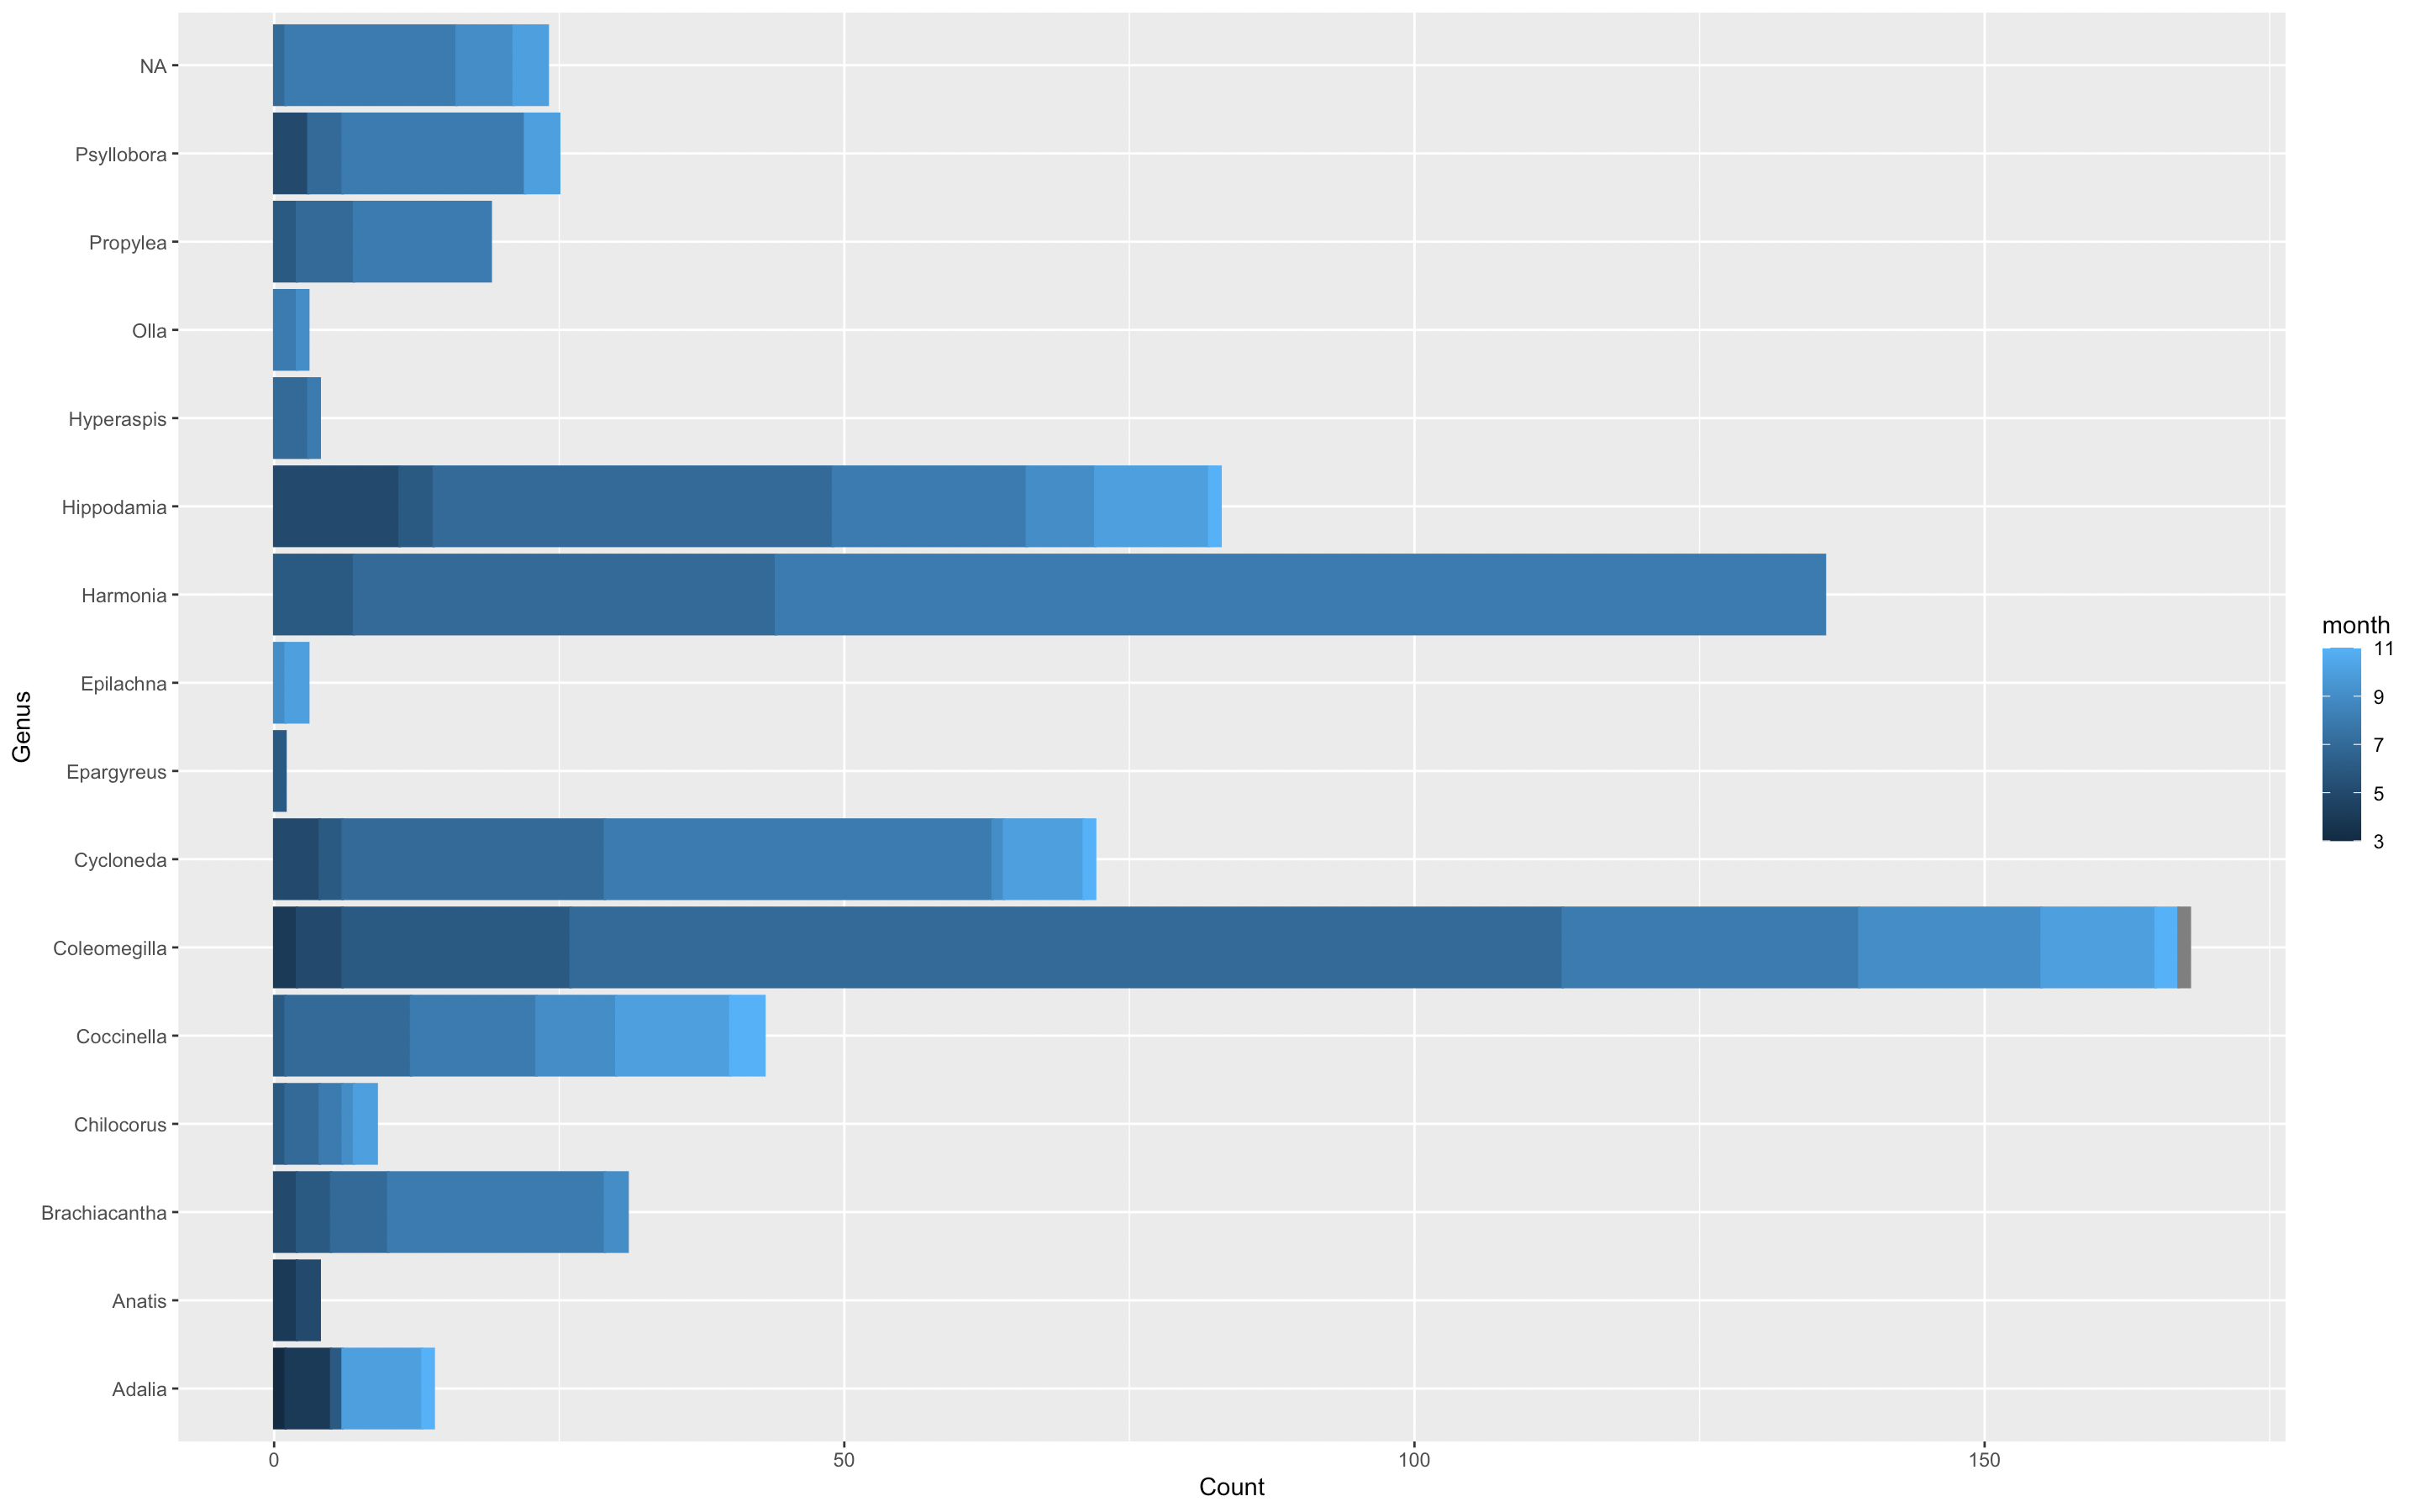 NA
Psyllobora
Propylea
Olla
Hyperaspis
Hippodamia
Harmonia
Epilachna
Epargyreus
Cycloneda
Coleomegilla
Coccinella
Chilocorus
Brachiacantha
Anatis
Adalia
Genus
0 50 100 150
Count
month
11
9
7
5
3